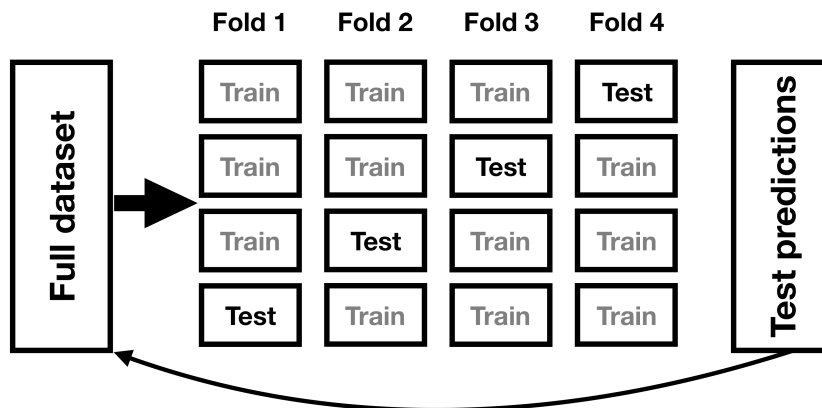 Fold 1 Fold 2 Fold 3 Fold 4
Full dataset
Train Train Train Test
Train Train Test Train
Train Test Train Train
Test Train Train Train
Test predictions